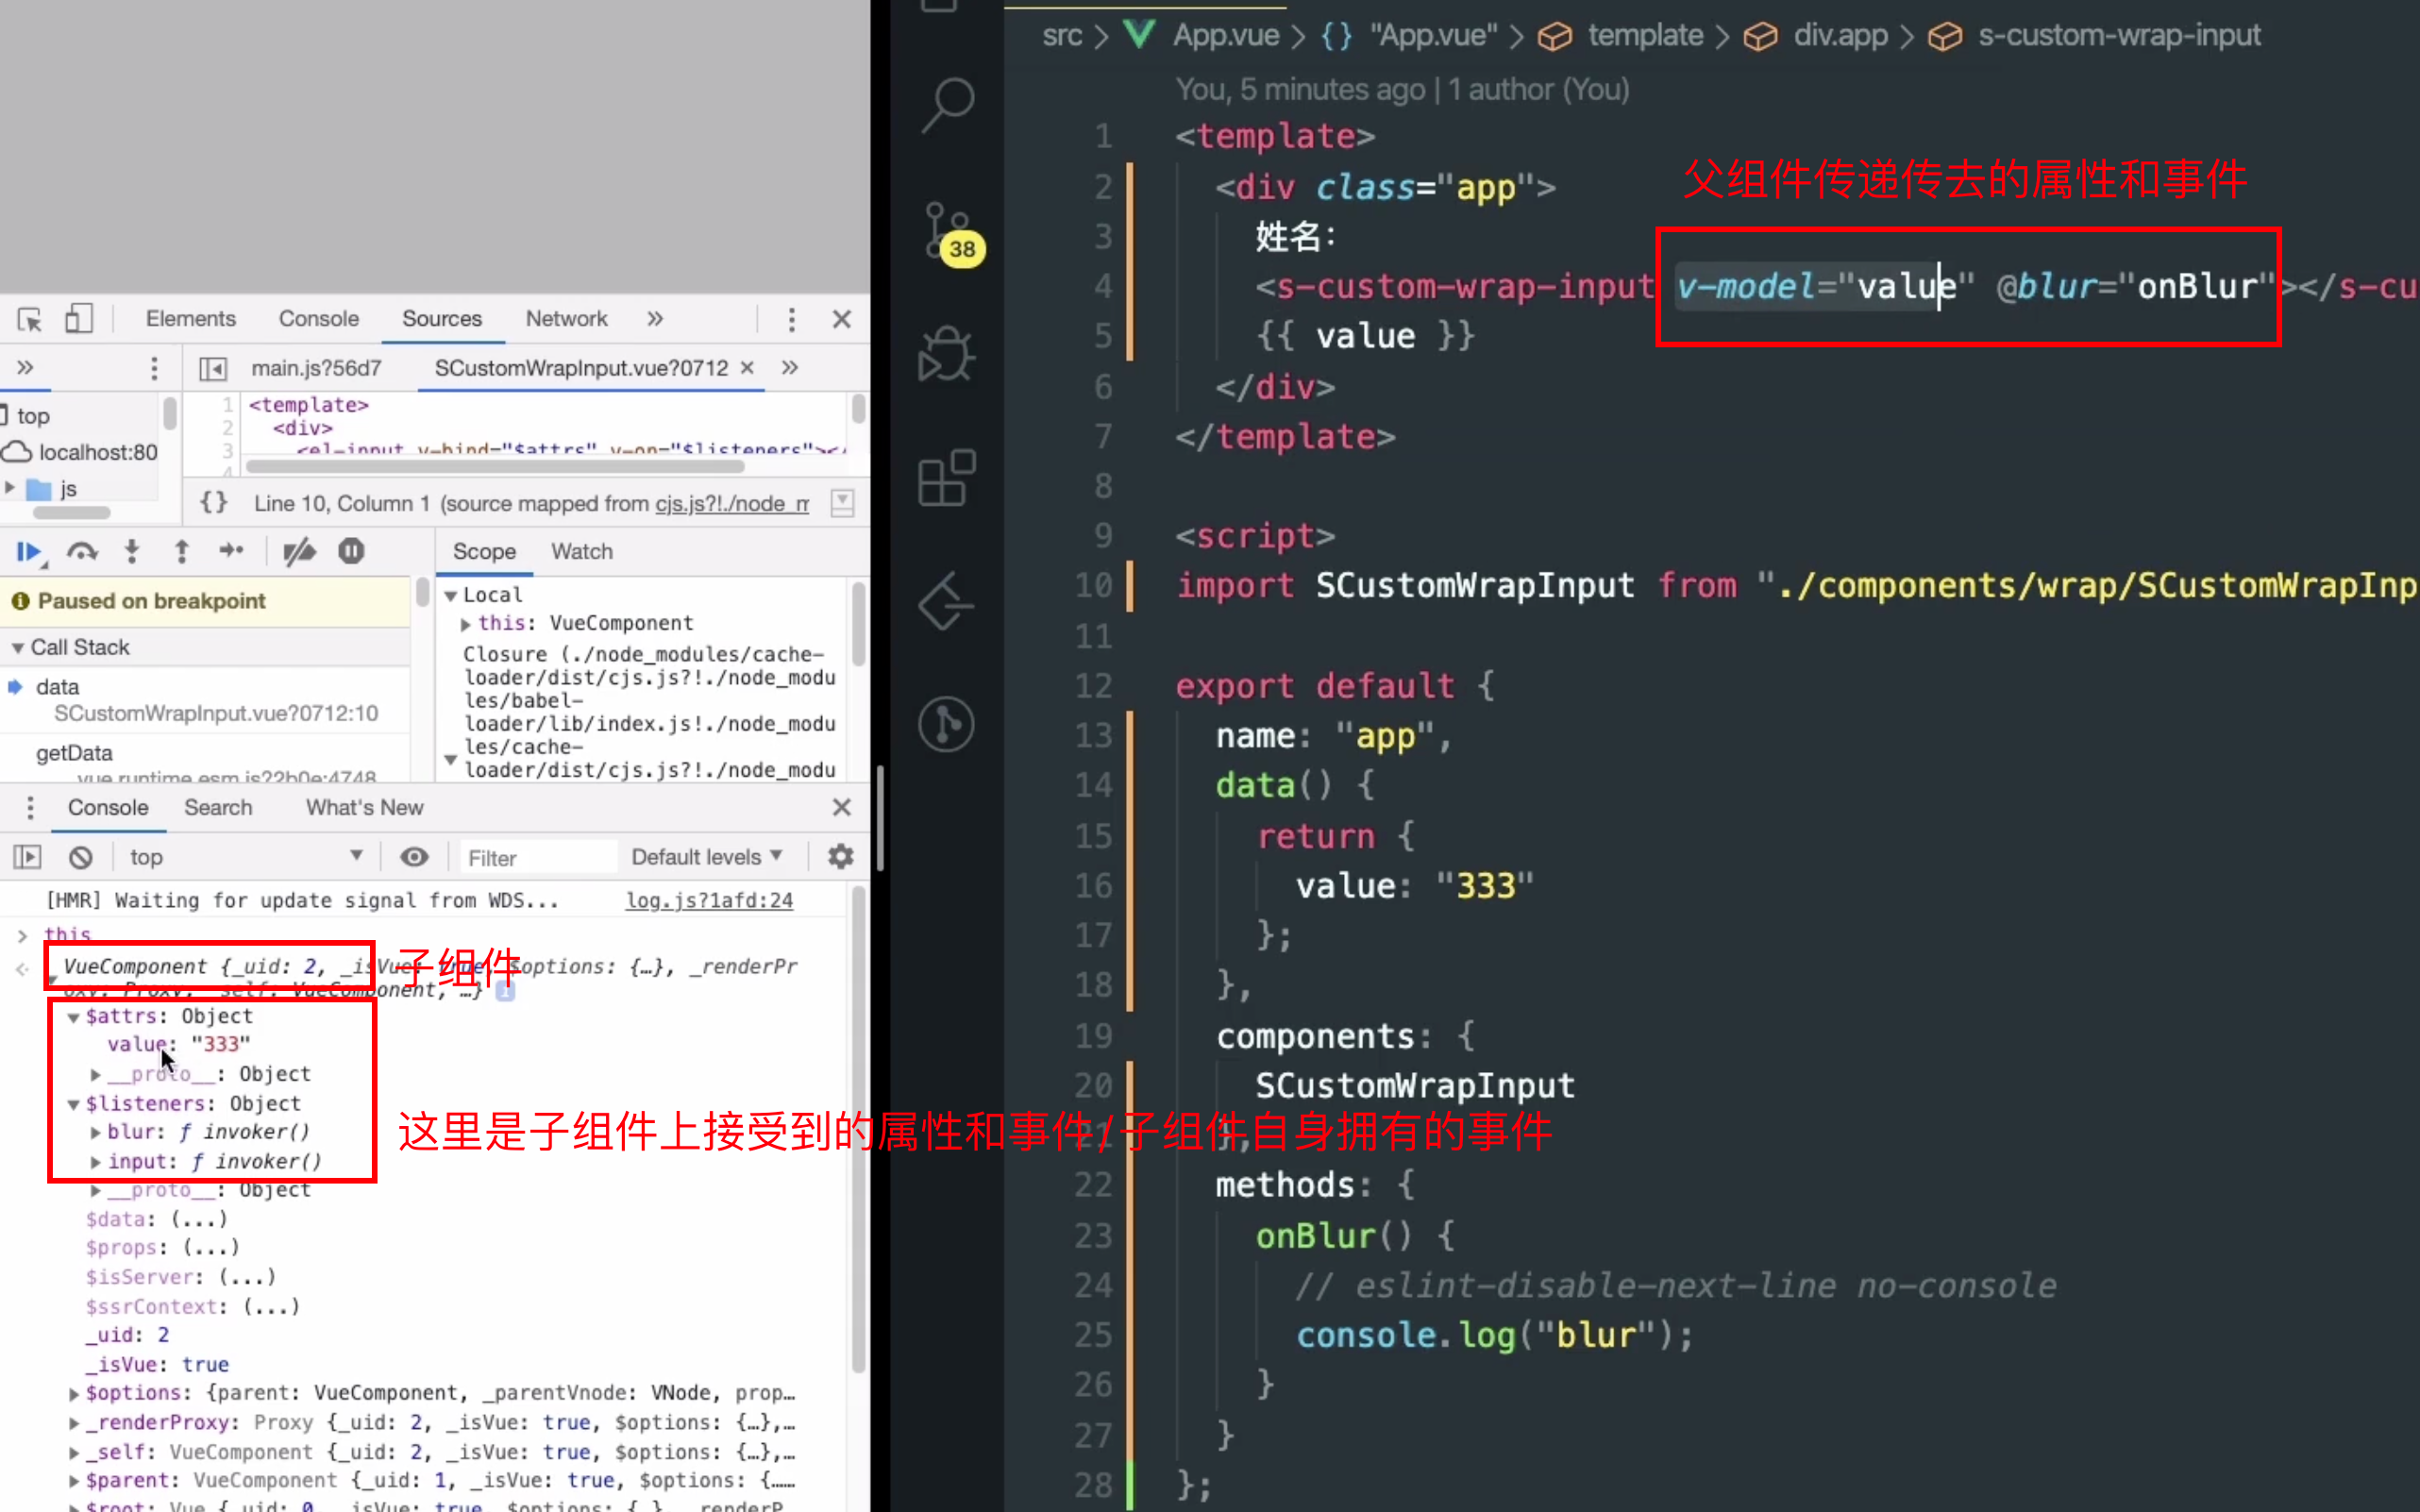 Elements Console Sources Network »
» main.js?56d7 SCustomWrapInput.vue?0712 × »
top
localhost:80
js
1 <template>
2 <div>
3 <el-input v-bind="$attrs" v-on="$listeners"></
4
{} Line 10, Column 1 (source mapped from cjs.js?!./node_m
Paused on breakpoint
Call Stack
data
SCustomWrapInput.vue?0712:10
getData
vue.runtime.esm.js?2b0e:4748
Scope Watch
Local
this: VueComponent
Closure (./node_modules/cache-
loader/dist/cjs.js?!./node_modu
les/babel-
loader/lib/index.js!./node_modu
les/cache-
loader/dist/cjs.js?!./node_modu
Console Search What's New
top Filter Default levels ▼
[HMR] Waiting for update signal from WDS... log.js?1afd:24
> this
VueComponent {_uid: 2, _isVue: true, $options: {…}, _renderPr
oxy: Proxy, _self: VueComponent, …}
子组件
$attrs: Object
value: "333"
__proto__: Object
$listeners: Object
blur: ƒ invoker()
input: ƒ invoker()
__proto__: Object
这里是子组件上接受到的属性和事件/子组件自身拥有的事件
$data: (...)
$props: (...)
$isServer: (...)
$ssrContext: (...)
_uid: 2
_isVue: true
$options: {parent: VueComponent, _parentVnode: VNode, prop…
_renderProxy: Proxy {_uid: 2, _isVue: true, $options: {…},…
_self: VueComponent {_uid: 2, _isVue: true, $options: {…},…
$parent: VueComponent {_uid: 1, _isVue: true, $options: {……
$root: Vue {_uid: 0, _isVue: true, $options: {…}, _renderP
38
src > App.vue > {} "App.vue" > template > div.app > s-custom-wrap-input
You, 5 minutes ago | 1 author (You)
1 <template>
父组件传递传去的属性和事件
2 <div class="app">
3 姓名：
4 <s-custom-wrap-input v-model="value" @blur="onBlur"></s-cu
5 {{ value }}
6 </div>
7 </template>
8
9 <script>
10 import SCustomWrapInput from "./components/wrap/SCustomWrapInp
11
12 export default {
13 name: "app",
14 data() {
15 return {
16 value: "333"
17 };
18 },
19 components: {
20 SCustomWrapInput
21 },
22 methods: {
23 onBlur() {
24 // eslint-disable-next-line no-console
25 console.log("blur");
26 }
27 }
28 };